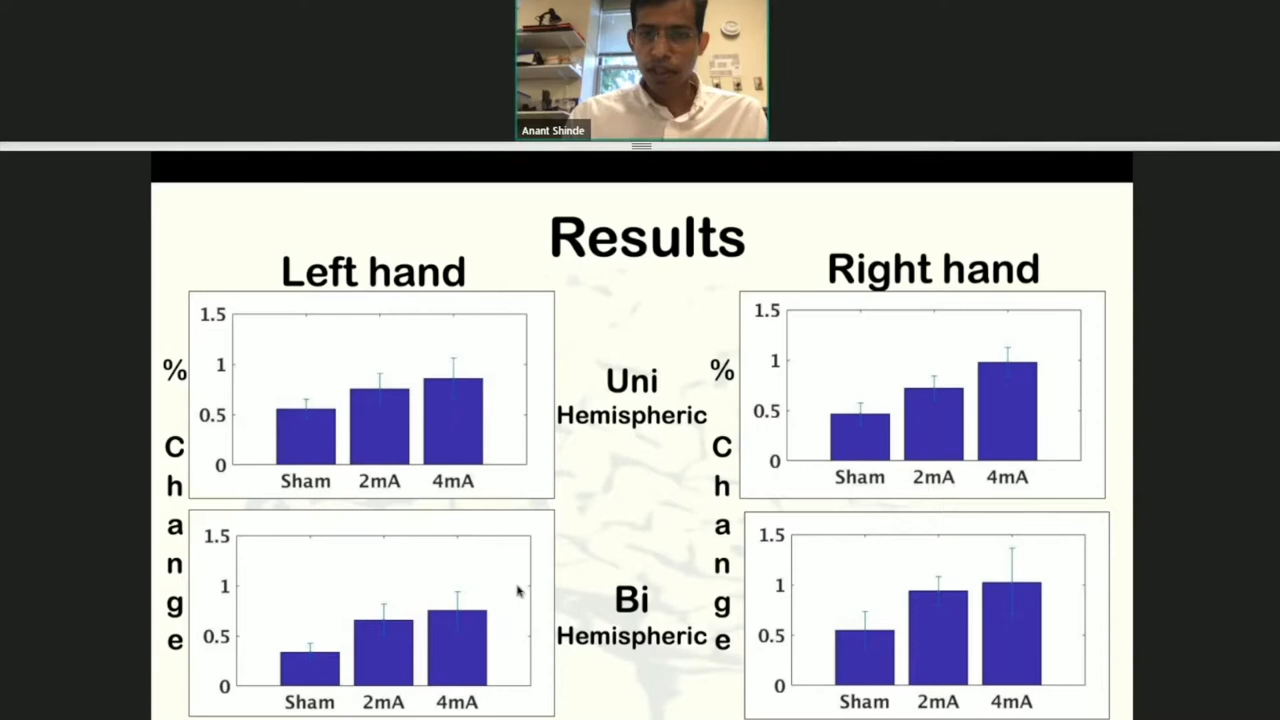 Anant Shinde
Results
Left hand
Right hand
% Change
1.5
1
0.5
0
Sham 2mA 4mA
Uni
Hemispheric
% Change
1.5
1
0.5
0
Sham 2mA 4mA
1.5
1
0.5
0
Sham 2mA 4mA
Bi
Hemispheric
1.5
1
0.5
0
Sham 2mA 4mA